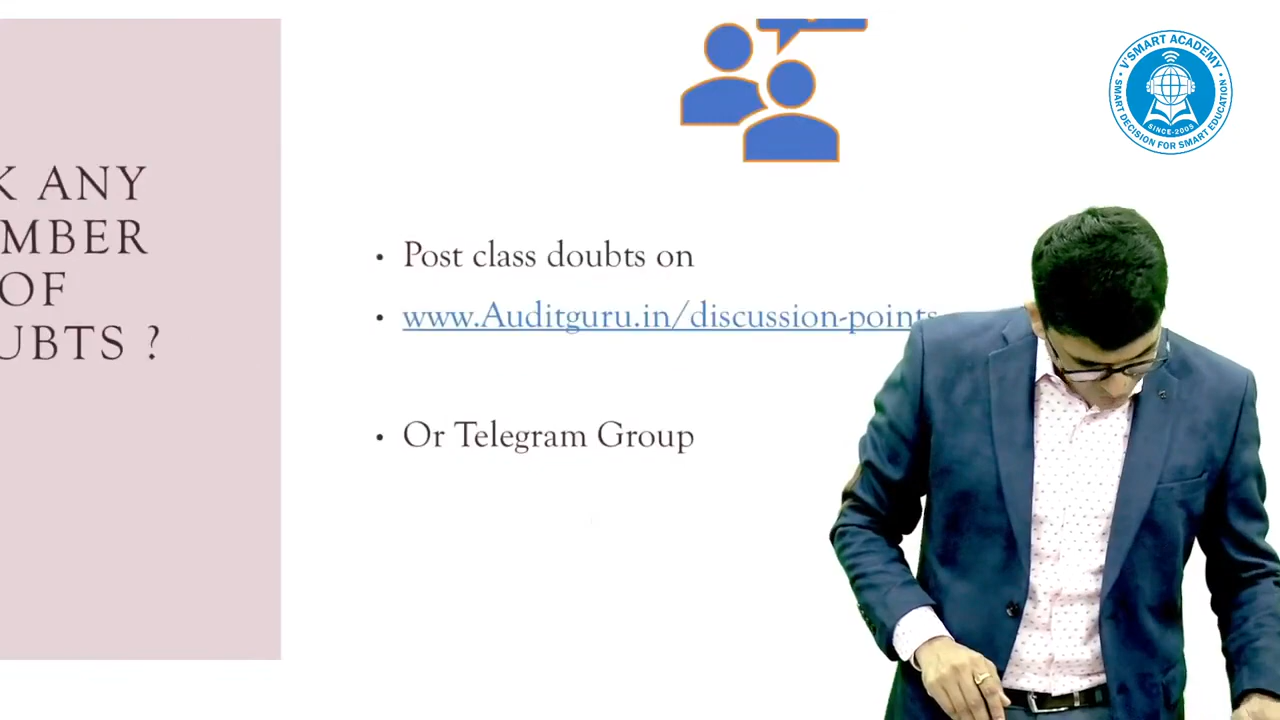 K ANY
MBER
OF
UBTS ?
• Post class doubts on
• www.Auditguru.in/discussion-points
• Or Telegram Group
V'SMART ACADEMY
SINCE-2005
SMART DECISION FOR SMART EDUCATION